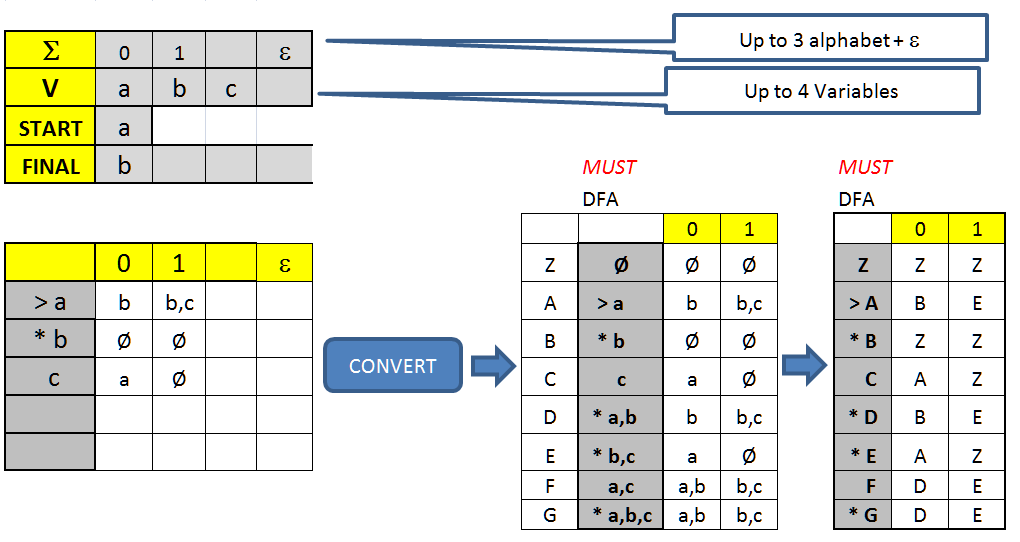 Σ 0 1 ε
V a b c
START a
FINAL b
Up to 3 alphabet + ε
Up to 4 Variables
0 1 ε
> a b b,c
* b Ø Ø
c a Ø
CONVERT
MUST
DFA
0 1
Z Ø Ø Ø
A > a b b,c
B * b Ø Ø
C c a Ø
D * a,b b b,c
E * b,c a Ø
F a,c a,b b,c
G * a,b,c a,b b,c
MUST
DFA
0 1
Z Z Z
> A B E
* B Z Z
C A Z
* D B E
* E A Z
F D E
* G D E